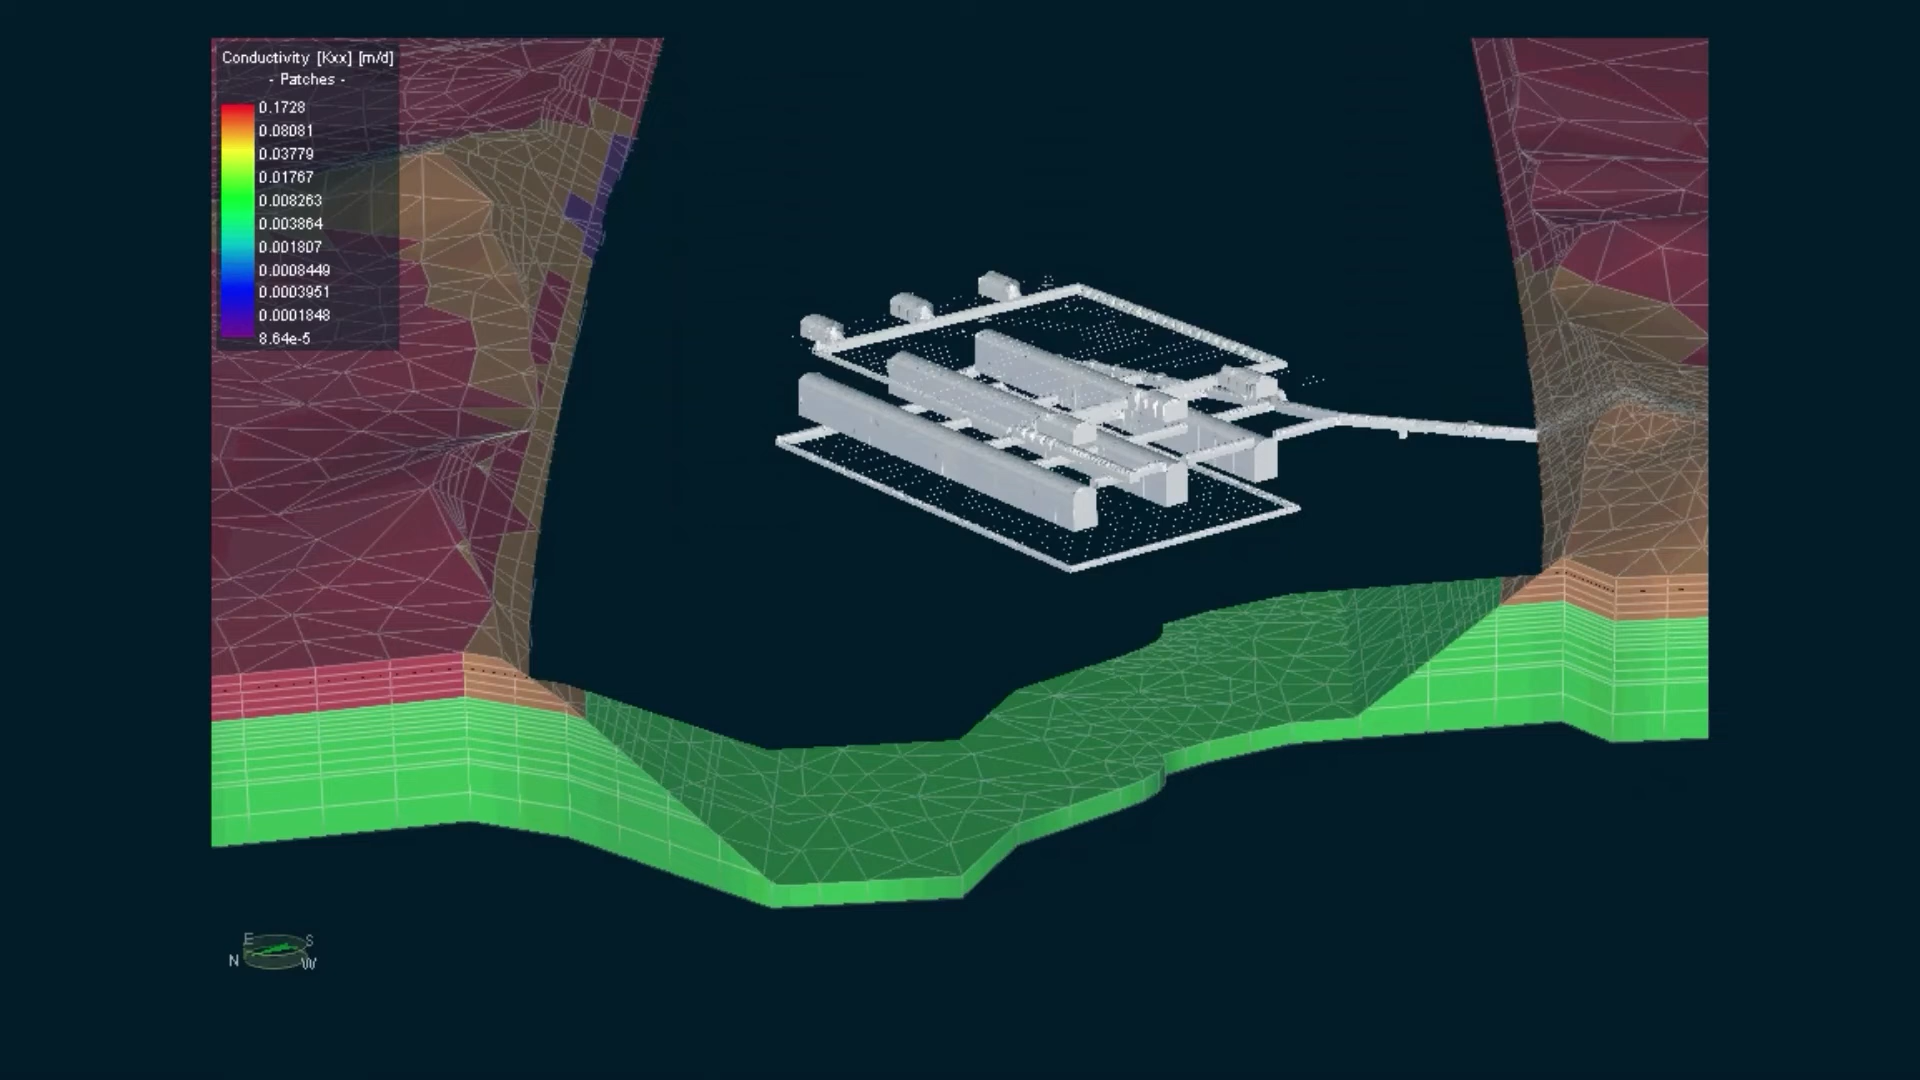 Conductivity [Kxx] [m/d]
- Patches -
0.1728
0.08081
0.03779
0.01767
0.008263
0.003864
0.001807
0.0008449
0.0003951
0.0001848
8.64e-5
E S
N W